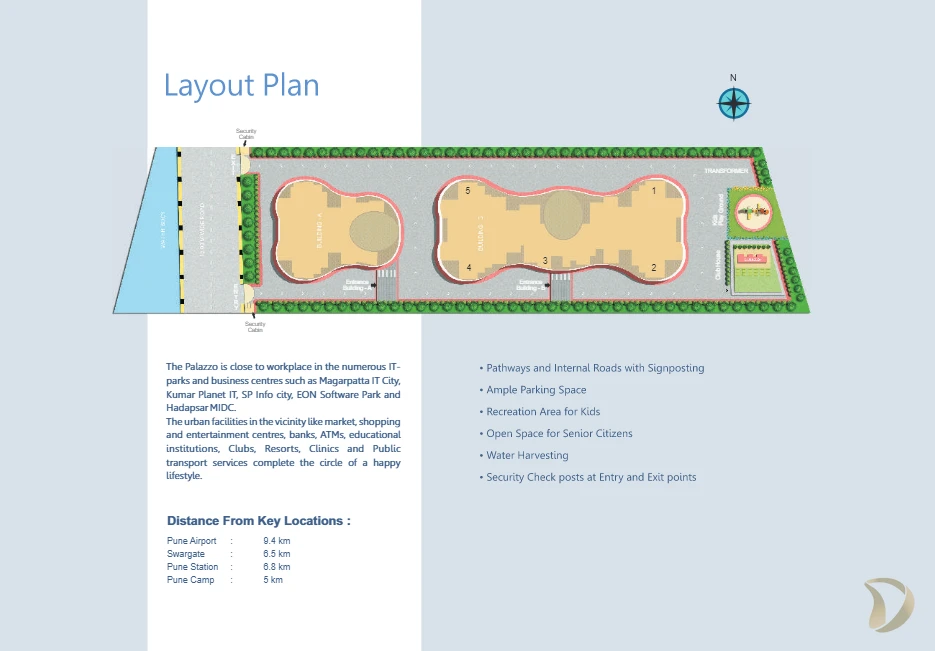 Layout Plan
N
Security
Cabin
TRANSFORMER
5
1
Kids
Play Ground
BUILDING - A
4
3
2
Club House
Entrance
Building - A
Entrance
Building - B
Security
Cabin
The Palazzo is close to workplace in the numerous IT-
parks and business centres such as Magarpatta IT City,
Kumar Planet IT, SP Info city, EON Software Park and
Hadapsar MIDC.
The urban facilities in the vicinity like market, shopping
and entertainment centres, banks, ATMs, educational
institutions, Clubs, Resorts, Clinics and Public
transport services complete the circle of a happy
lifestyle.
• Pathways and Internal Roads with Signposting
• Ample Parking Space
• Recreation Area for Kids
• Open Space for Senior Citizens
• Water Harvesting
• Security Check posts at Entry and Exit points
Distance From Key Locations :
Pune Airport : 9.4 km
Swargate : 6.5 km
Pune Station : 6.8 km
Pune Camp : 5 km